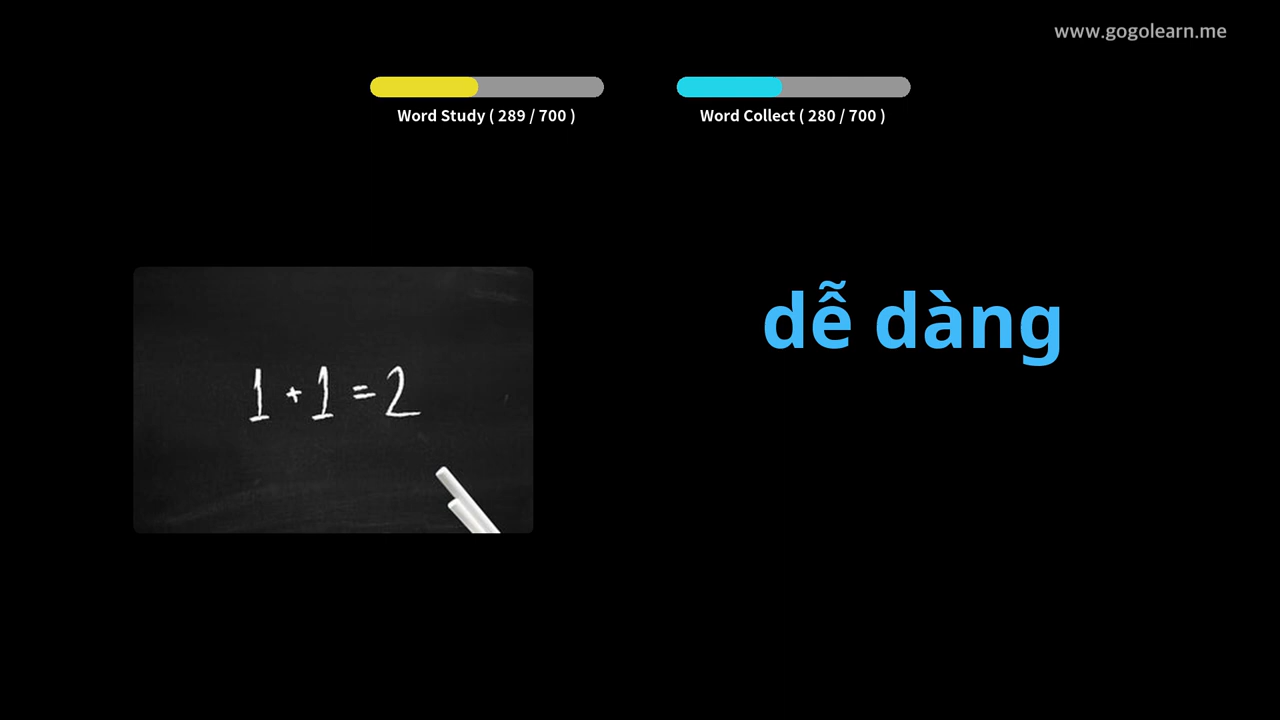 www.gogolearn.me
Word Study ( 289 / 700 )
Word Collect ( 280 / 700 )
dễ dàng
1 + 1 = 2